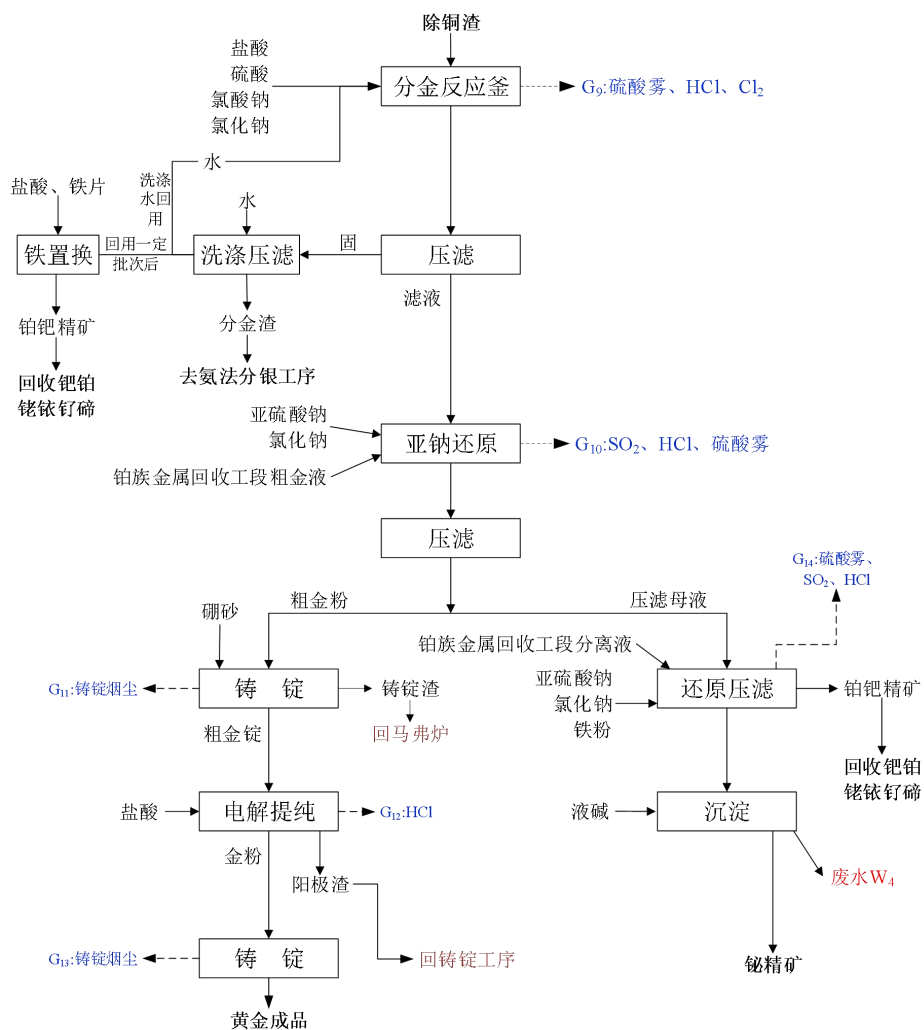 除铜渣
盐酸
硫酸
氯酸钠
氯化钠
分金反应釜
G9:硫酸雾、HCl、Cl2
水
洗涤
水回
用
盐酸、铁片
水
铁置换
回用一定
批次后
洗涤压滤
固
压滤
滤液
铂钯精矿
分金渣
回收钯铂
铑铱钌碲
去氨法分银工序
亚硫酸钠
氯化钠
亚钠还原
G10:SO2、HCl、硫酸雾
铂族金属回收工段粗金液
压滤
G14:硫酸雾、
SO2、HCl
粗金粉
压滤母液
硼砂
铂族金属回收工段分离液
G11:铸锭烟尘
铸 锭
铸锭渣
回马弗炉
亚硫酸钠
氯化钠
铁粉
还原压滤
铂钯精矿
粗金锭
回收钯铂
铑铱钌碲
盐酸
电解提纯
G12:HCl
液碱
沉淀
金粉
阳极渣
废水W4
G13:铸锭烟尘
铸 锭
回铸锭工序
铋精矿
黄金成品